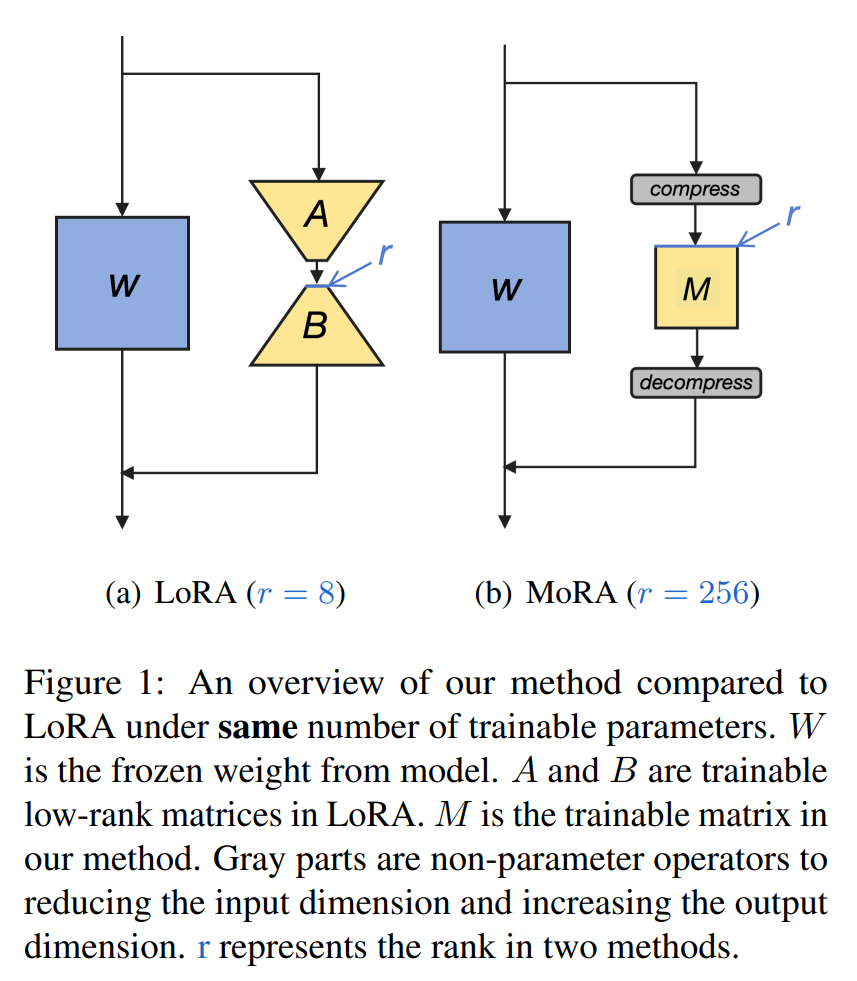 W
A
r
B
W
compress
r
M
decompress
(a) LoRA (r = 8)
(b) MoRA (r = 256)
Figure 1: An overview of our method compared to
LoRA under same number of trainable parameters. W
is the frozen weight from model. A and B are trainable
low-rank matrices in LoRA. M is the trainable matrix in
our method. Gray parts are non-parameter operators to
reducing the input dimension and increasing the output
dimension. r represents the rank in two methods.